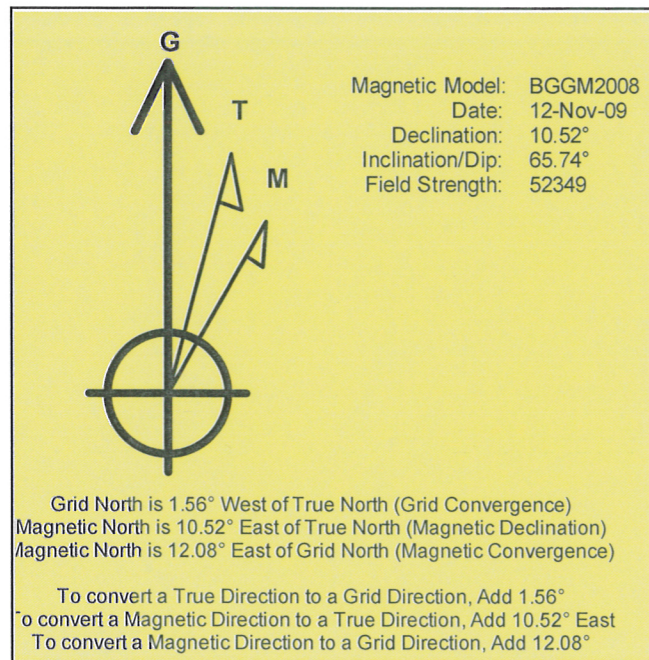 G
T
M
Magnetic Model: BGGM2008
Date: 12-Nov-09
Declination: 10.52°
Inclination/Dip: 65.74°
Field Strength: 52349
Grid North is 1.56° West of True North (Grid Convergence)
Magnetic North is 10.52° East of True North (Magnetic Declination)
Magnetic North is 12.08° East of Grid North (Magnetic Convergence)
To convert a True Direction to a Grid Direction, Add 1.56°
To convert a Magnetic Direction to a True Direction, Add 10.52° East
To convert a Magnetic Direction to a Grid Direction, Add 12.08°